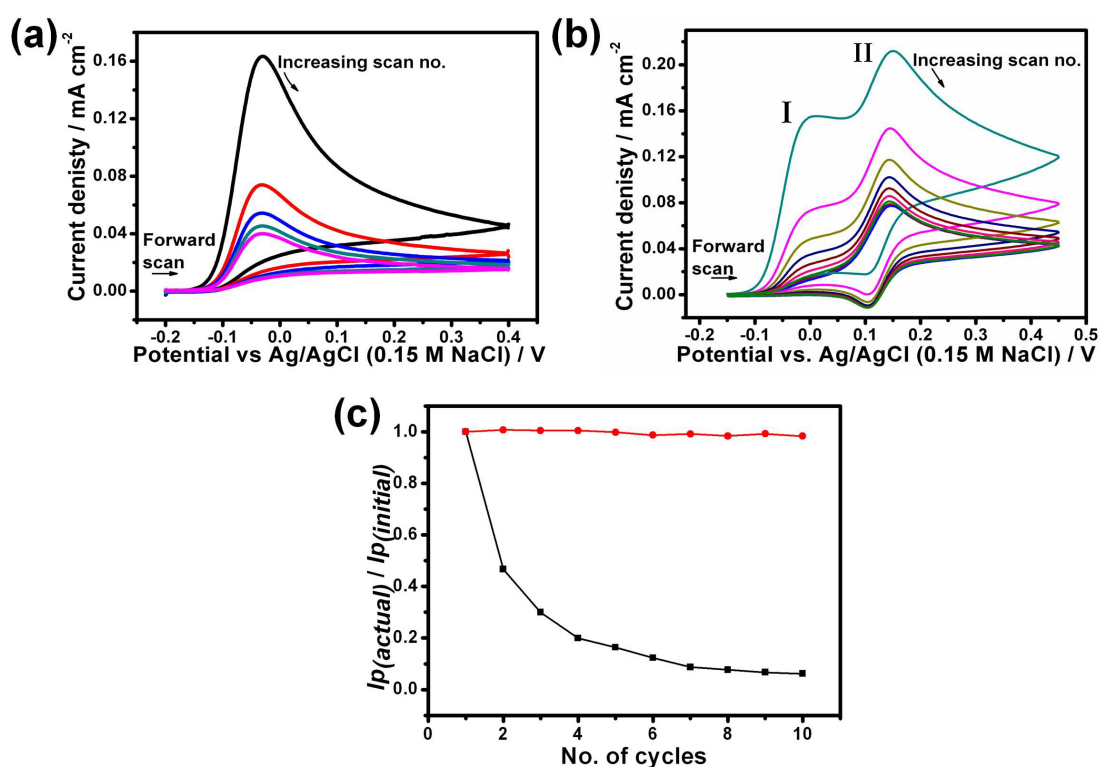 (a)
Current denisty / mA cm-2
0.16
0.12
0.08
0.04
0.00
Increasing scan no.
Forward
scan
-0.2 -0.1 0.0 0.1 0.2 0.3 0.4
Potential vs Ag/AgCl (0.15 M NaCl) / V
(b)
Current denisty / mA cm-2
0.20
0.16
0.12
0.08
0.04
0.00
I
II
Increasing scan no.
Forward
scan
-0.2 -0.1 0.0 0.1 0.2 0.3 0.4 0.5
Potential vs. Ag/AgCl (0.15 M NaCl) / V
(c)
Ip(actual) / Ip(initial)
1.0
0.8
0.6
0.4
0.2
0.0
0 2 4 6 8 10
No. of cycles